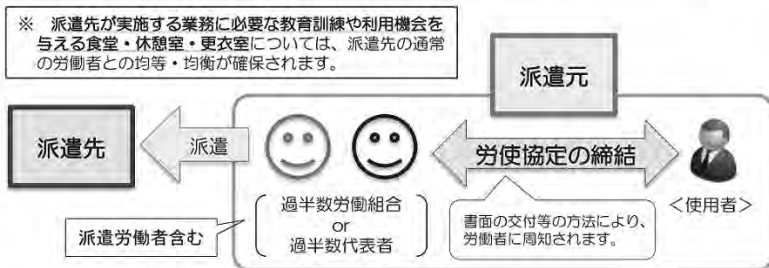 ※ 派遣先が実施する業務に必要な教育訓練や利用機会を
与える食堂・休憩室・更衣室については、派遣先の通常
の労働者との均等・均衡が確保されます。
派遣元
派遣先
派遣
労使協定の締結
過半数労働組合
or
過半数代表者
＜使用者＞
派遣労働者含む
書面の交付等の方法により、
労働者に周知されます。